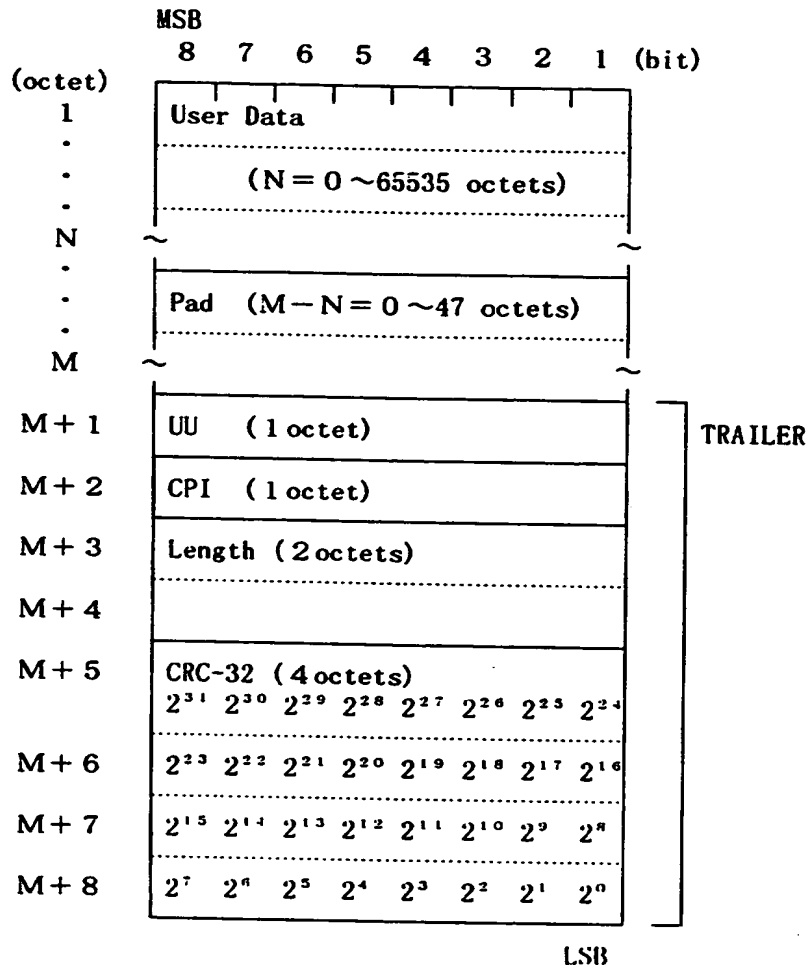 MSB
8 7 6 5 4 3 2 1 (bit)
(octet)
1 User Data
(N=0~65535 octets)
N ~ ~
Pad (M-N=0~47 octets)
M ~ ~
M+1 UU (1 octet)
TRAILER
M+2 CPI (1 octet)
M+3 Length (2 octets)
M+4
M+5 CRC-32 (4 octets)
2³¹ 2³⁰ 2²⁹ 2²⁸ 2²⁷ 2²⁶ 2²⁵ 2²⁴
M+6 2²³ 2²² 2²¹ 2²⁰ 2¹⁹ 2¹⁸ 2¹⁷ 2¹⁶
M+7 2¹⁵ 2¹⁴ 2¹³ 2¹² 2¹¹ 2¹⁰ 2⁹ 2⁸
M+8 2⁷ 2⁶ 2⁵ 2⁴ 2³ 2² 2¹ 2⁰
LSB